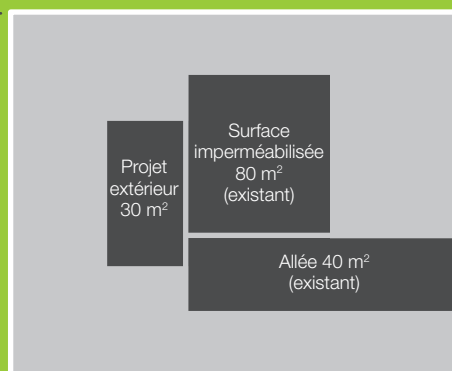 Projet
extérieur
30 m²
Surface
imperméabilisée
80 m²
(existant)
Allée 40 m²
(existant)